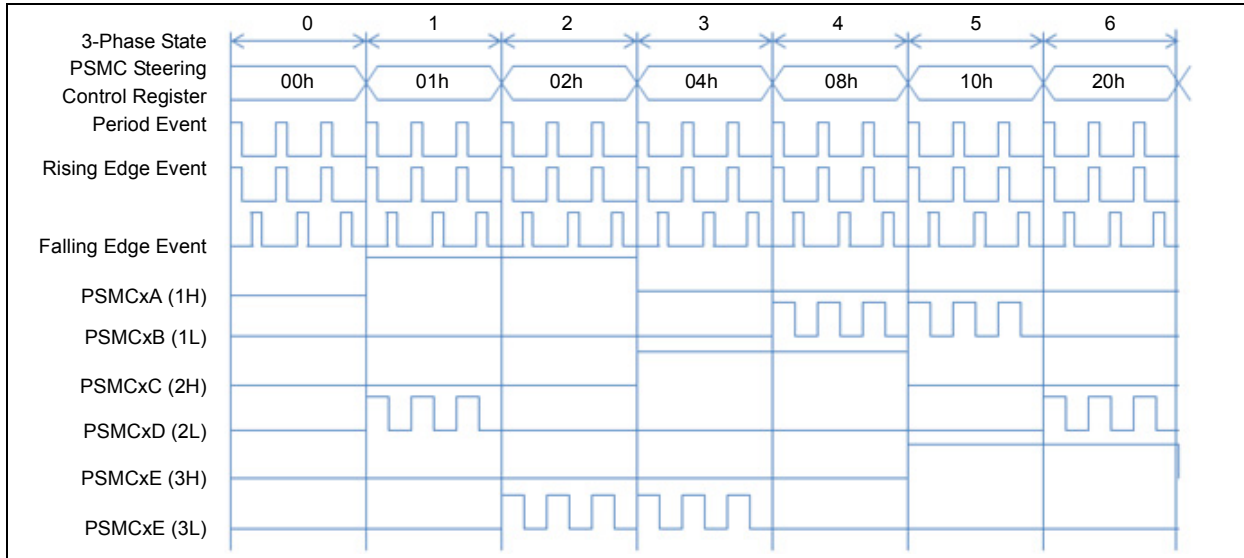 0 1 2 3 4 5 6
3-Phase State
PSMC Steering
Control Register
00h 01h 02h 04h 08h 10h 20h
Period Event
Rising Edge Event
Falling Edge Event
PSMCxA (1H)
PSMCxB (1L)
PSMCxC (2H)
PSMCxD (2L)
PSMCxE (3H)
PSMCxE (3L)